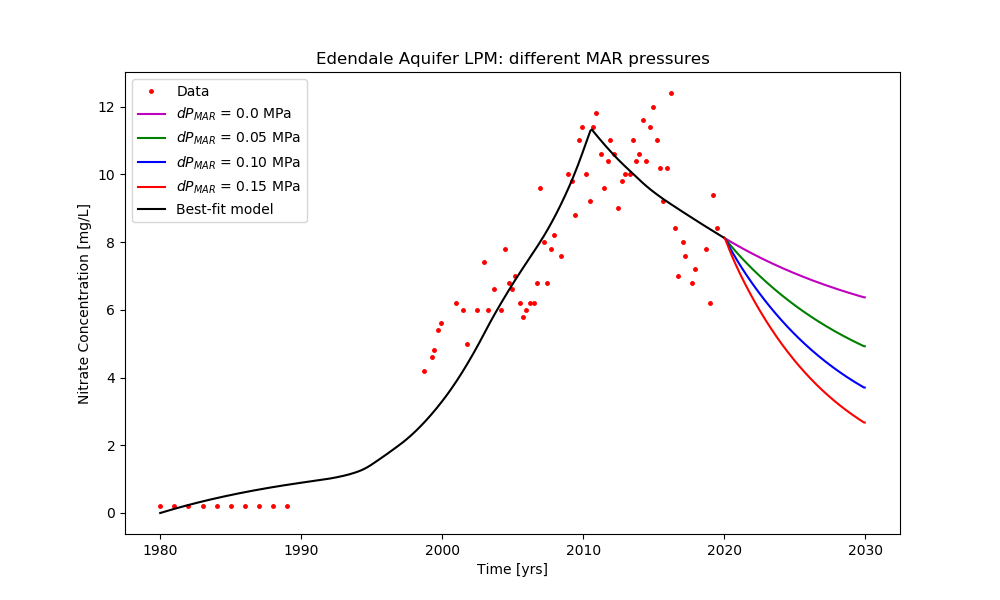 Edendale Aquifer LPM: different MAR pressures
Nitrate Concentration [mg/L]
12
10
8
6
4
2
0
Data
dP_MAR = 0.0 MPa
dP_MAR = 0.05 MPa
dP_MAR = 0.10 MPa
dP_MAR = 0.15 MPa
Best-fit model
1980 1990 2000 2010 2020 2030
Time [yrs]